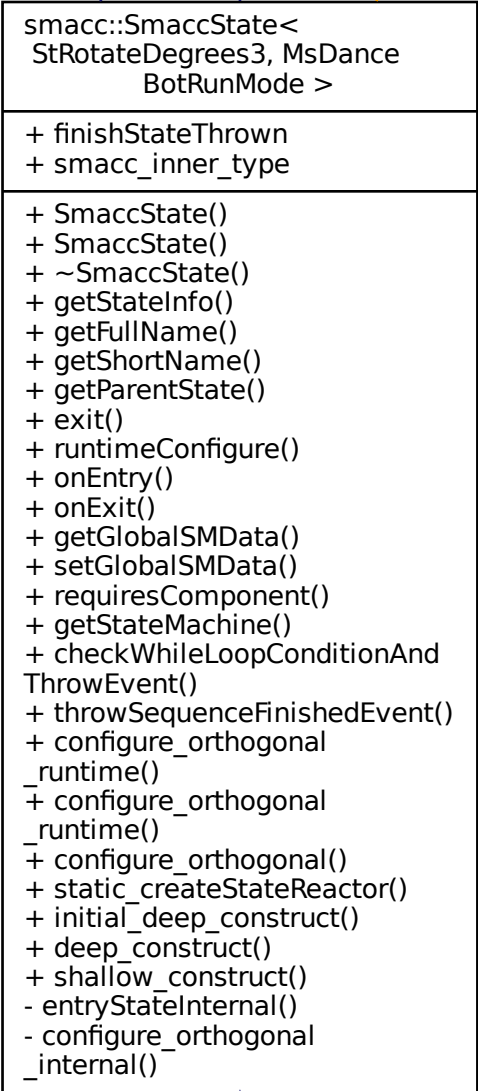 smacc::SmaccState<
StRotateDegrees3, MsDance
BotRunMode >
+ finishStateThrown
+ smacc_inner_type
+ SmaccState()
+ SmaccState()
+ ~SmaccState()
+ getStateInfo()
+ getFullName()
+ getShortName()
+ getParentState()
+ exit()
+ runtimeConfigure()
+ onEntry()
+ onExit()
+ getGlobalSMData()
+ setGlobalSMData()
+ requiresComponent()
+ getStateMachine()
+ checkWhileLoopConditionAnd
ThrowEvent()
+ throwSequenceFinishedEvent()
+ configure_orthogonal
_runtime()
+ configure_orthogonal
_runtime()
+ configure_orthogonal()
+ static_createStateReactor()
+ initial_deep_construct()
+ deep_construct()
+ shallow_construct()
- entryStateInternal()
- configure_orthogonal
_internal()